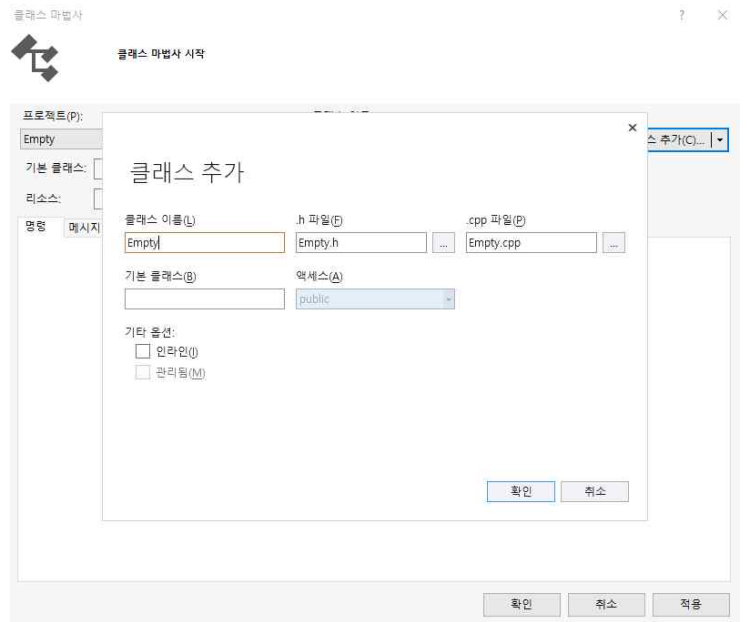 클래스 마법사
? ×
클래스 마법사 시작
프로젝트(P):
Empty
추가(C)...
기본 클래스:
리소스:
명령 메시지
×
클래스 추가
클래스 이름(L) .h 파일(F) .cpp 파일(P)
Empty Empty.h ... Empty.cpp ...
기본 클래스(B) 액세스(A)
public
기타 옵션:
인라인(I)
관리됨(M)
확인 취소
확인 취소 적용